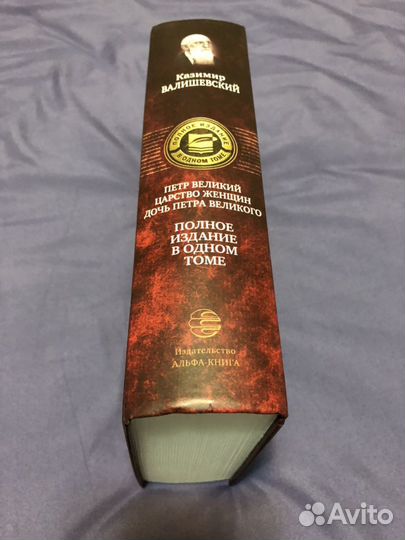 Казимир
ВАЛИШЕВСКИЙ
ПОЛНОЕ ИЗДАНИЕ
В ОДНОМ ТОМЕ
ПЕТР ВЕЛИКИЙ
ЦАРСТВО ЖЕНЩИН
ДОЧЬ ПЕТРА ВЕЛИКОГО
ПОЛНОЕ
ИЗДАНИЕ
В ОДНОМ
ТОМЕ
Издательство
АЛЬФА-КНИГА
Avito